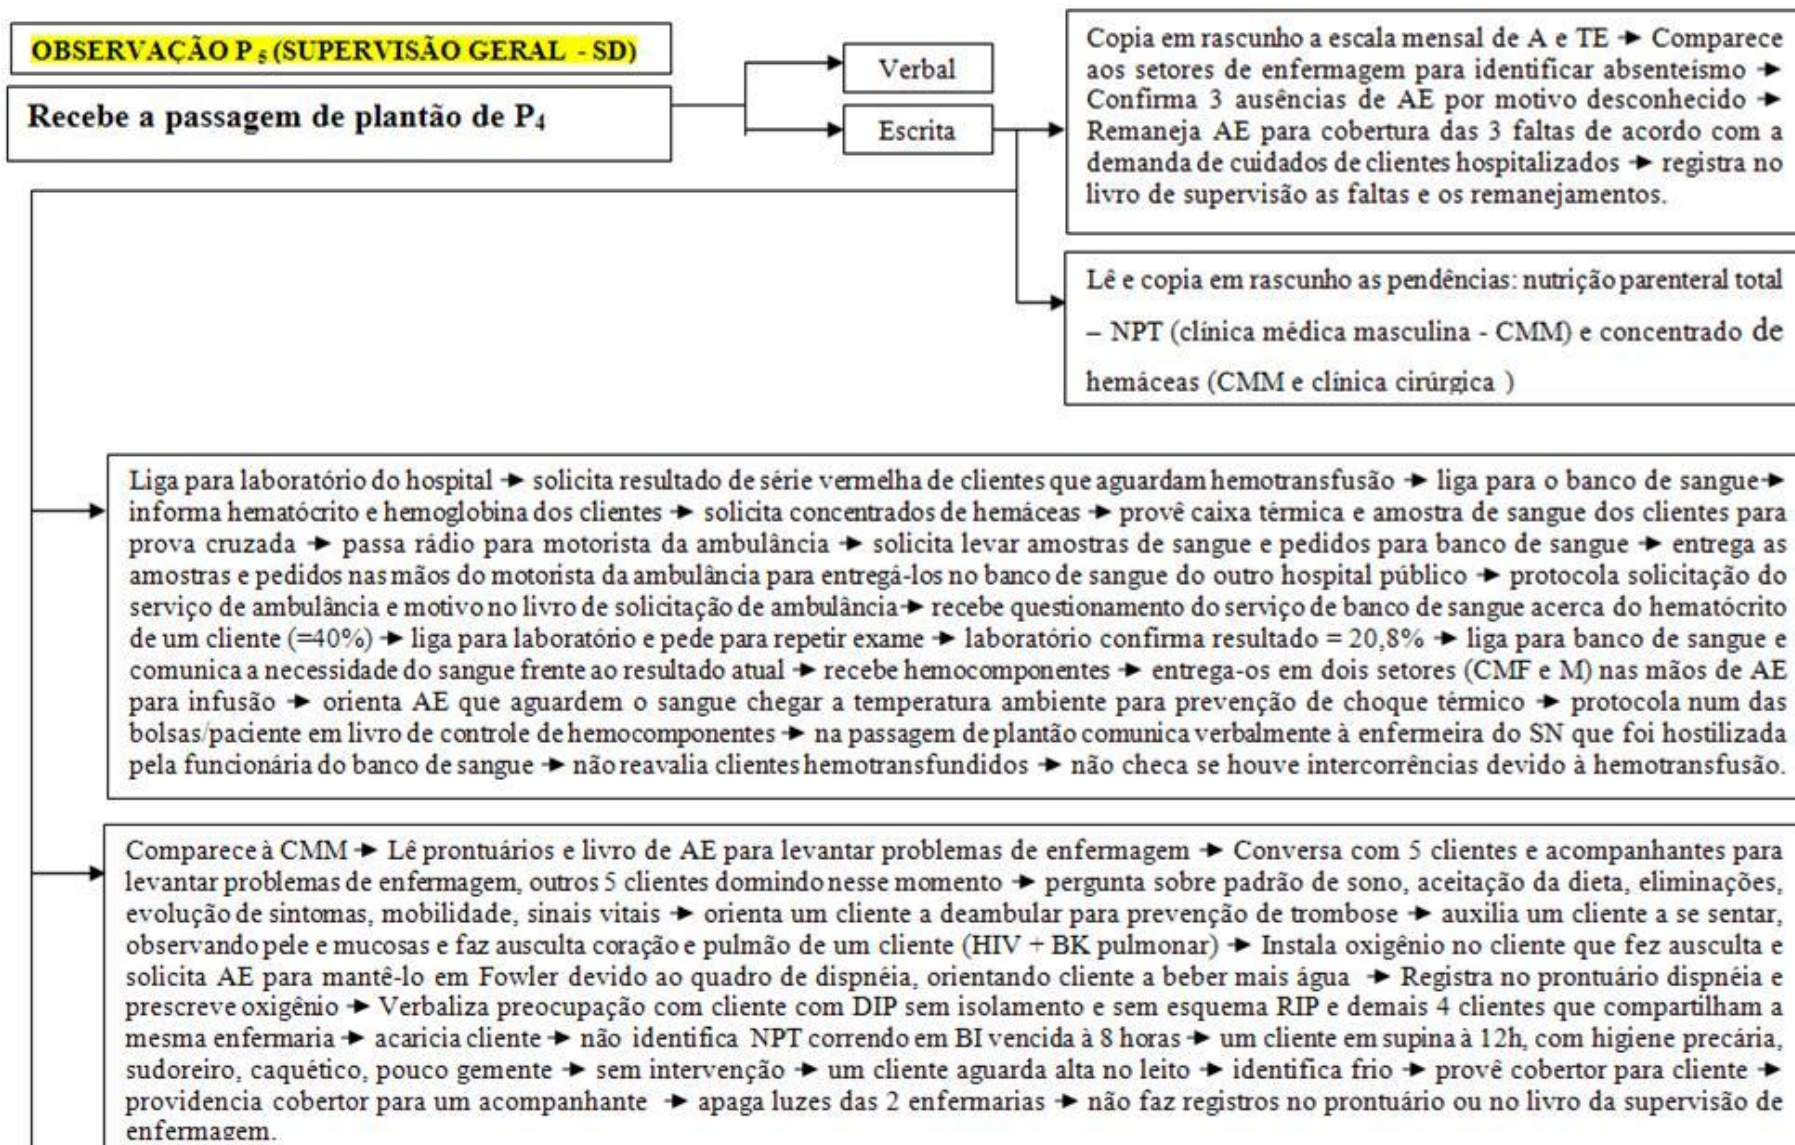 OBSERVAÇÃO P 5 (SUPERVISÃO GERAL - SD)
Recebe a passagem de plantão de P4
Verbal
Escrita
Copia em rascunho a escala mensal de A e TE → Comparece
aos setores de enfermagem para identificar absenteísmo →
Confirma 3 ausências de AE por motivo desconhecido →
Remaneja AE para cobertura das 3 faltas de acordo com a
demanda de cuidados de clientes hospitalizados → registra no
livro de supervisão as faltas e os remanejamentos.
Lê e copia em rascunho as pendências: nutrição parenteral total
– NPT (clínica médica masculina - CMM) e concentrado de
hemáceas (CMM e clínica cirúrgica )
Liga para laboratório do hospital → solicita resultado de série vermelha de clientes que aguardam hemotransfusão → liga para o banco de sangue→
informa hematócrito e hemoglobina dos clientes → solicita concentrados de hemáceas → provê caixa térmica e amostra de sangue dos clientes para
prova cruzada → passa rádio para motorista da ambulância → solicita levar amostras de sangue e pedidos para banco de sangue → entrega as
amostras e pedidos nas mãos do motorista da ambulância para entregá-los no banco de sangue do outro hospital público → protocola solicitação do
serviço de ambulância e motivo no livro de solicitação de ambulância→ recebe questionamento do serviço de banco de sangue acerca do hematócrito
de um cliente (=40%) → liga para laboratório e pede para repetir exame → laboratório confirma resultado = 20,8% → liga para banco de sangue e
comunica a necessidade do sangue frente ao resultado atual → recebe hemocomponentes → entrega-os em dois setores (CMF e M) nas mãos de AE
para infusão → orienta AE que aguardem o sangue chegar a temperatura ambiente para prevenção de choque térmico → protocola num das
bolsas/paciente em livro de controle de hemocomponentes → na passagem de plantão comunica verbalmente à enfermeira do SN que foi hostilizada
pela funcionária do banco de sangue → não reavalia clientes hemotransfundidos → não checa se houve intercorrências devido à hemotransfusão.
Comparece à CMM → Lê prontuários e livro de AE para levantar problemas de enfermagem → Conversa com 5 clientes e acompanhantes para
levantar problemas de enfermagem, outros 5 clientes dormindo nesse momento → pergunta sobre padrão de sono, aceitação da dieta, eliminações,
evolução de sintomas, mobilidade, sinais vitais → orienta um cliente a deambular para prevenção de trombose → auxilia um cliente a se sentar,
observando pele e mucosas e faz ausculta coração e pulmão de um cliente (HIV + BK pulmonar) → Instala oxigênio no cliente que fez ausculta e
solicita AE para mantê-lo em Fowler devido ao quadro de dispnéia, orientando cliente a beber mais água → Registra no prontuário dispnéia e
prescreve oxigênio → Verbaliza preocupação com cliente com DIP sem isolamento e sem esquema RIP e demais 4 clientes que compartilham a
mesma enfermaria → acaricia cliente → não identifica NPT correndo em BI vencida à 8 horas → um cliente em supina à 12h, com higiene precária,
sudoreiro, caquético, pouco gemente → sem intervenção → um cliente aguarda alta no leito → identifica frio → provê cobertor para cliente →
providencia cobertor para um acompanhante → apaga luzes das 2 enfermarias → não faz registros no prontuário ou no livro da supervisão de
enfermagem.